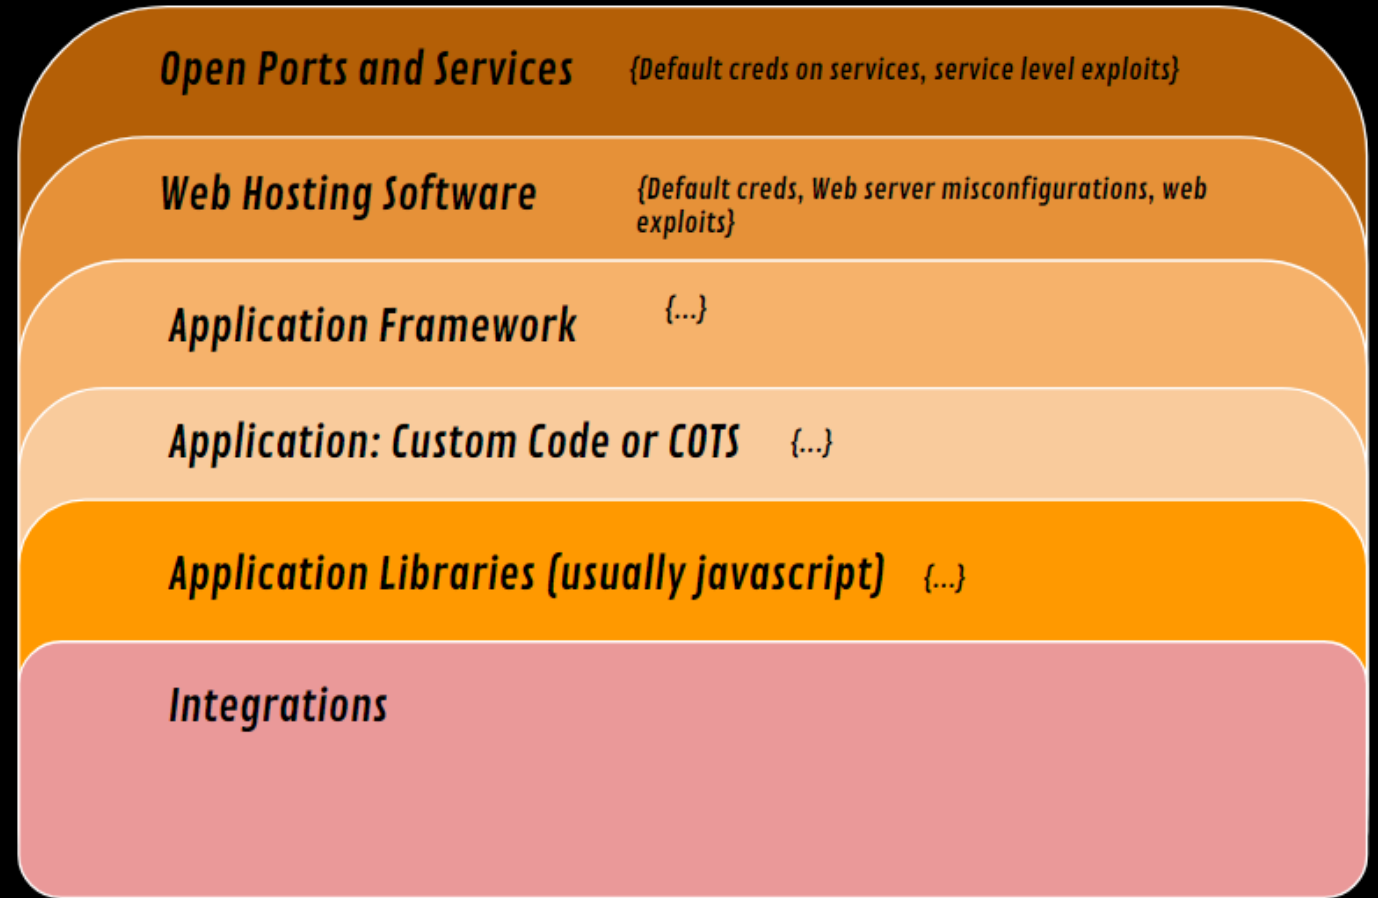 Open Ports and Services {Default creds on services, service level exploits}
Web Hosting Software {Default creds, Web server misconfigurations, web
exploits}
Application Framework {...}
Application: Custom Code or COTS {...}
Application Libraries (usually javascript) {...}
Integrations